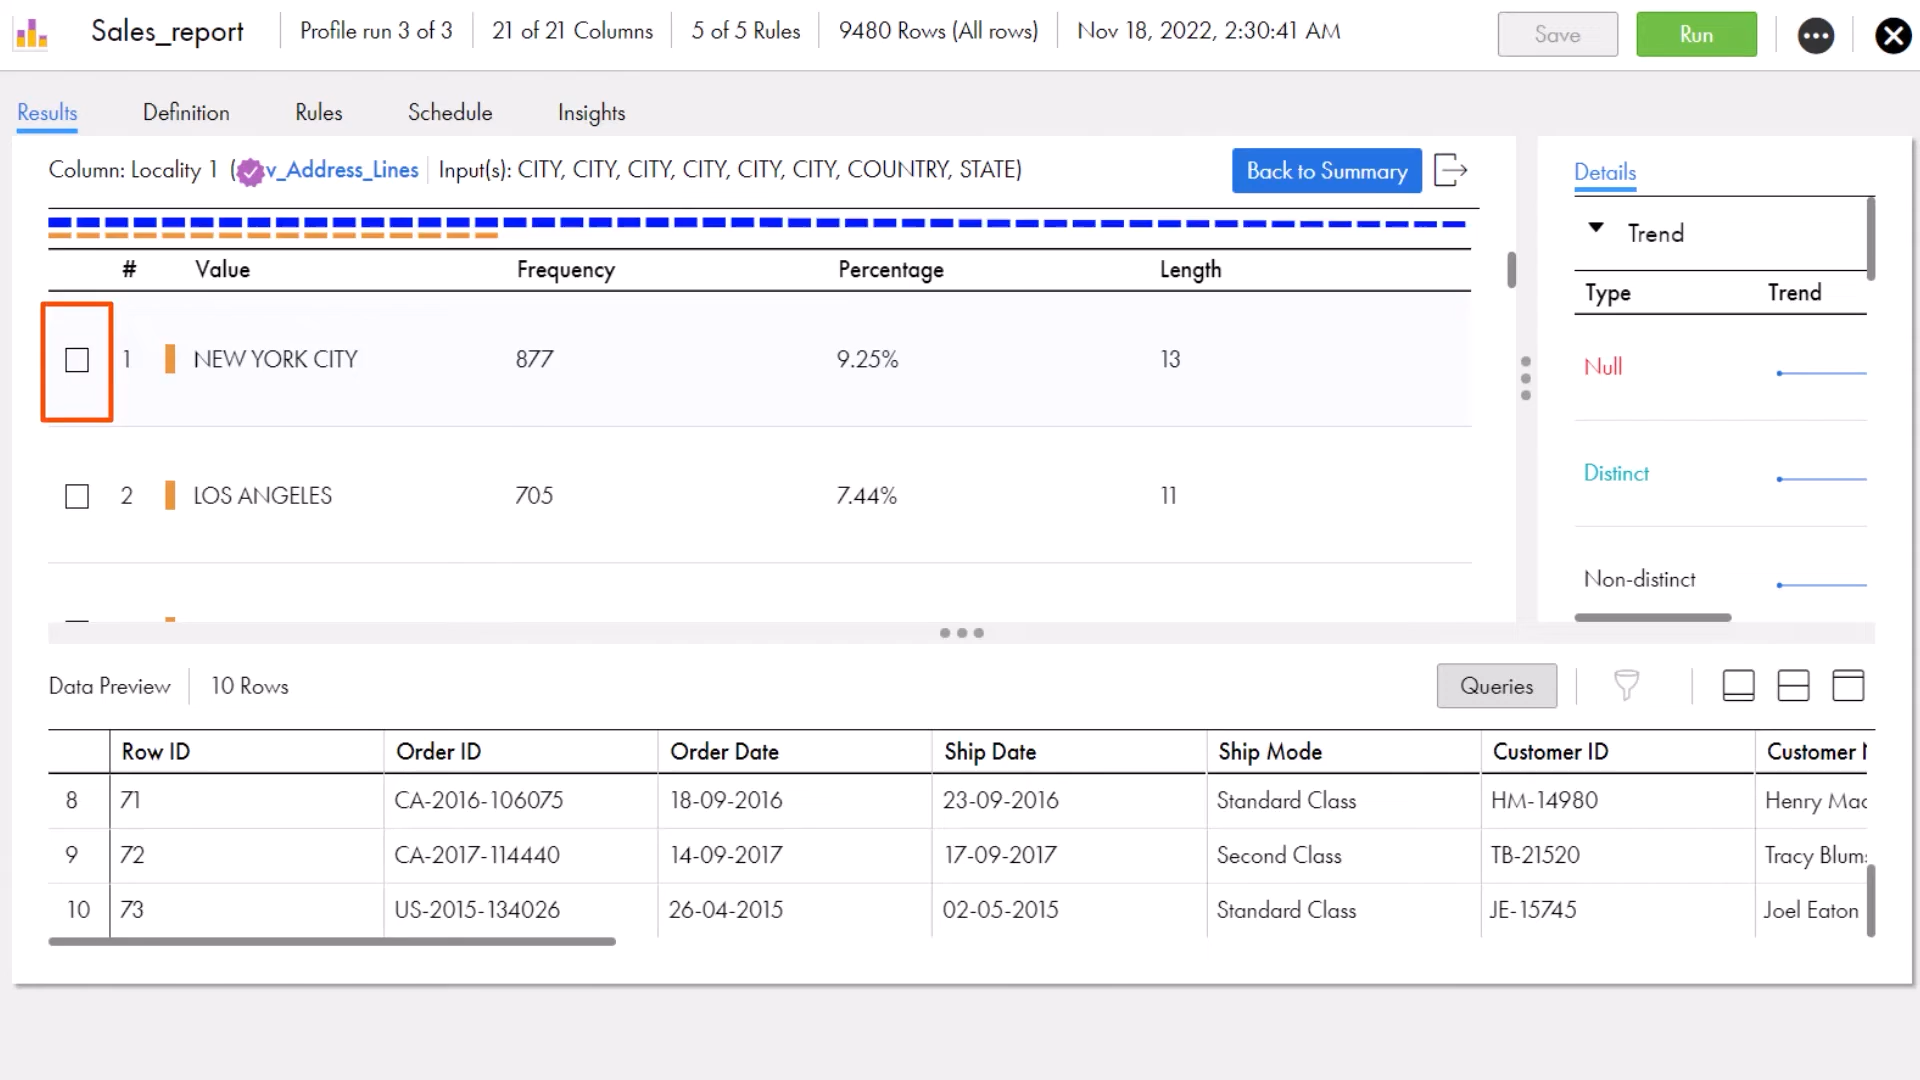 Sales_report
Profile run 3 of 3
21 of 21 Columns
5 of 5 Rules
9480 Rows (All rows)
Nov 18, 2022, 2:30:41 AM
Save
Run
Results
Definition
Rules
Schedule
Insights
Column: Locality 1 (v_Address_Lines
Input(s): CITY, CITY, CITY, CITY, CITY, CITY, COUNTRY, STATE)
Back to Summary
# Value Frequency Percentage Length
1 NEW YORK CITY 877 9.25% 13
2 LOS ANGELES 705 7.44% 11
Details
Trend
Type Trend
Null
Distinct
Non-distinct
Data Preview
10 Rows
Queries
Row ID Order ID Order Date Ship Date Ship Mode Customer ID Customer
8 71 CA-2016-106075 18-09-2016 23-09-2016 Standard Class HM-14980 Henry Mac
9 72 CA-2017-114440 14-09-2017 17-09-2017 Second Class TB-21520 Tracy Blum
10 73 US-2015-134026 26-04-2015 02-05-2015 Standard Class JE-15745 Joel Eaton